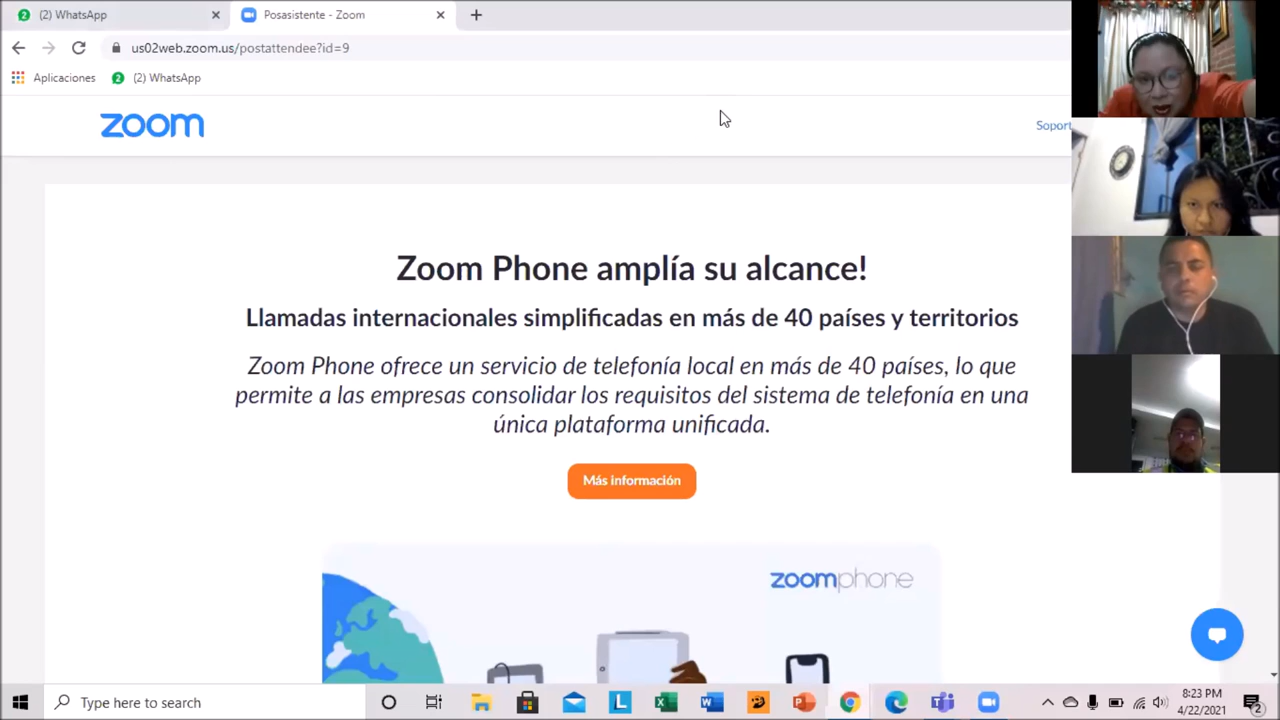 (2) WhatsApp
Posasistente - Zoom
us02web.zoom.us/postattendee?id=9
Aplicaciones
(2) WhatsApp
zoom
Soport
Zoom Phone amplía su alcance!
Llamadas internacionales simplificadas en más de 40 países y territorios
Zoom Phone ofrece un servicio de telefonía local en más de 40 países, lo que
permite a las empresas consolidar los requisitos del sistema de telefonía en una
única plataforma unificada.
Más información
zoomphone
Type here to search
8:23 PM
4/22/2021